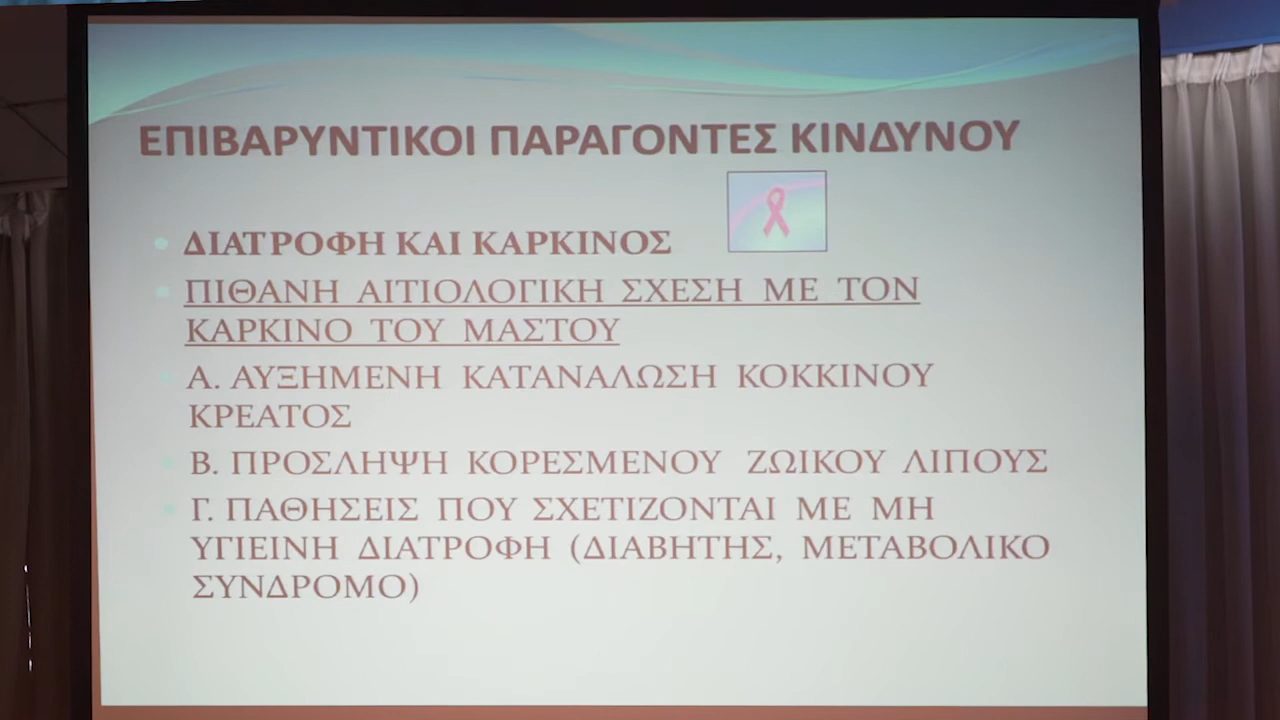 ΕΠΙΒΑΡΥΝΤΙΚΟΙ ΠΑΡΑΓΟΝΤΕΣ ΚΙΝΔΥΝΟΥ
ΔΙΑΤΡΟΦΗ ΚΑΙ ΚΑΡΚΙΝΟΣ
ΠΙΘΑΝΗ ΑΙΤΙΟΛΟΓΙΚΗ ΣΧΕΣΗ ΜΕ ΤΟΝ
ΚΑΡΚΙΝΟ ΤΟΥ ΜΑΣΤΟΥ
Α. ΑΥΞΗΜΕΝΗ ΚΑΤΑΝΑΛΩΣΗ ΚΟΚΚΙΝΟΥ
ΚΡΕΑΤΟΣ
Β. ΠΡΟΣΛΗΨΗ ΚΟΡΕΣΜΕΝΟΥ ΖΩΙΚΟΥ ΛΙΠΟΥΣ
Γ. ΠΑΘΗΣΕΙΣ ΠΟΥ ΣΧΕΤΙΖΟΝΤΑΙ ΜΕ ΜΗ
ΥΓΙΕΙΝΗ ΔΙΑΤΡΟΦΗ (ΔΙΑΒΗΤΗΣ, ΜΕΤΑΒΟΛΙΚΟ
ΣΥΝΔΡΟΜΟ)